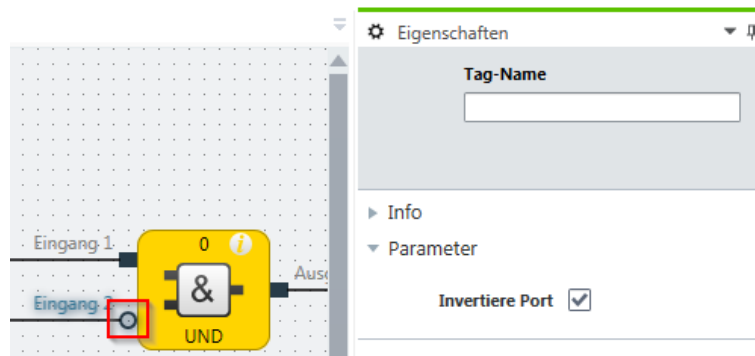 Eigenschaften
Tag-Name
Info
Parameter
Invertiere Port
Eingang 1
0
i
&
Eingang 2
UND